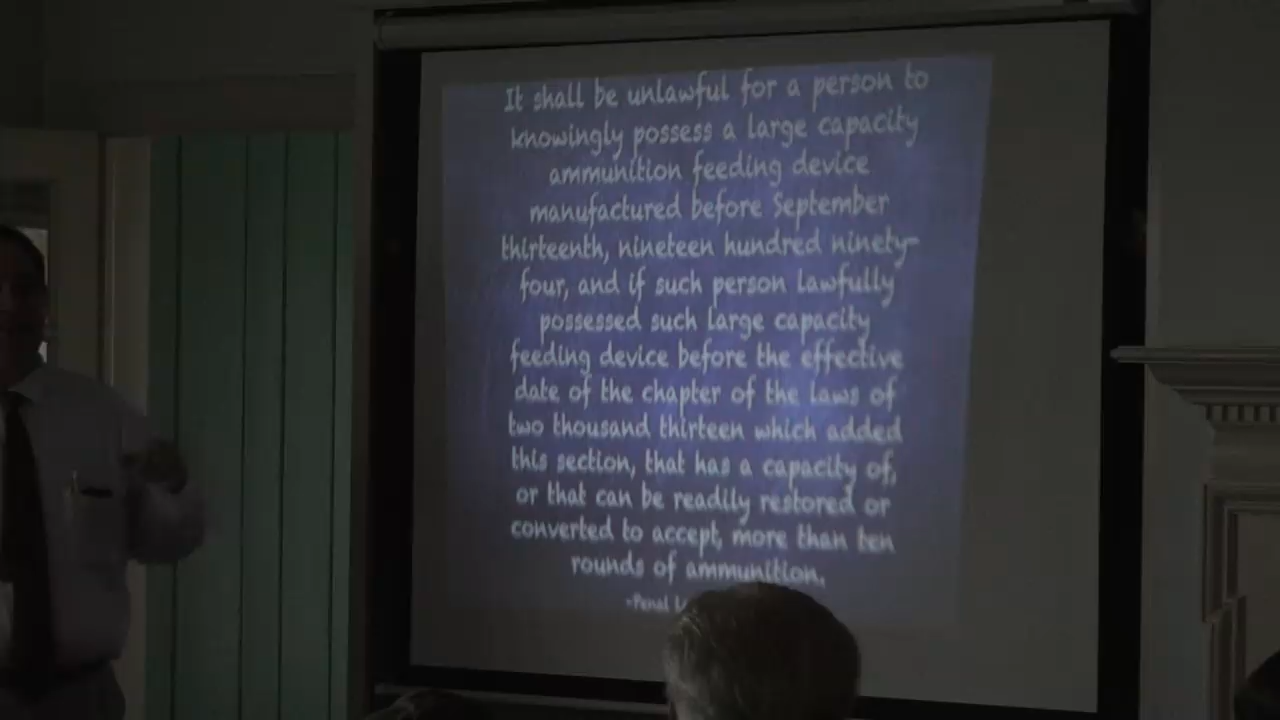 It shall be unlawful for a person to
knowingly possess a large capacity
ammunition feeding device
manufactured before September
thirteenth, nineteen hundred ninety-
four, and if such person lawfully
possessed such large capacity
feeding device before the effective
date of the chapter of the laws of
two thousand thirteen which added
this section, that has a capacity of,
or that can be readily restored or
converted to accept, more than ten
rounds of ammunition.
-Penal